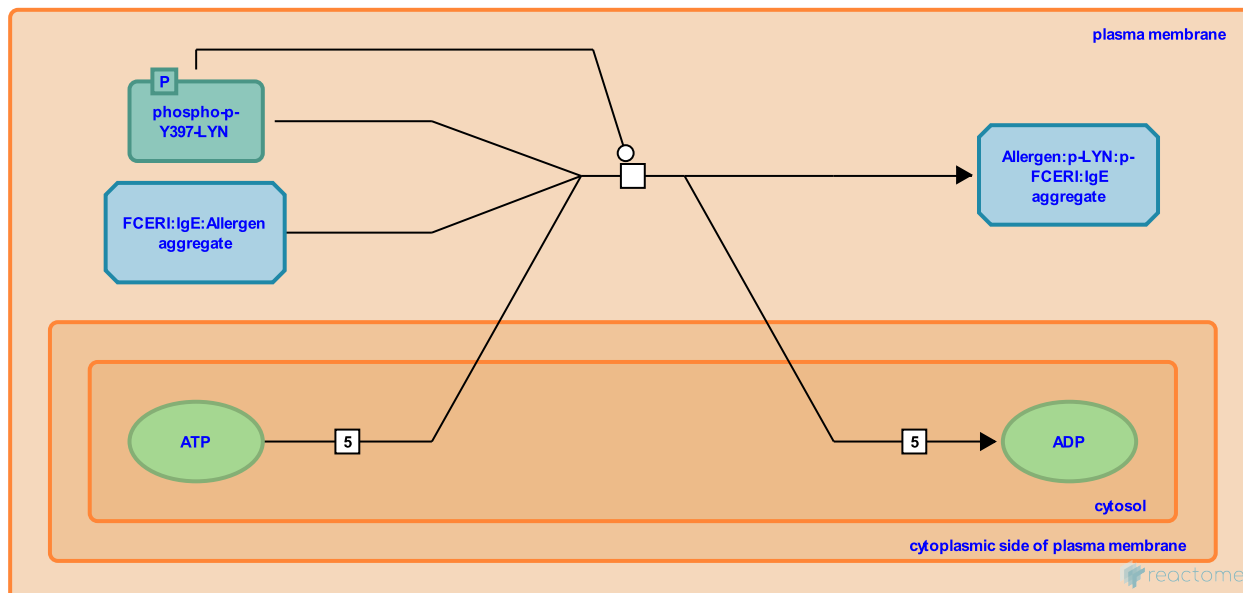 plasma membrane
P
phospho-p-
Y397-LYN
Allergen:p-LYN:p-
FCERI:IgE
aggregate
FCERI:IgE:Allergen
aggregate
ATP
5
5
ADP
cytosol
cytoplasmic side of plasma membrane
reactome